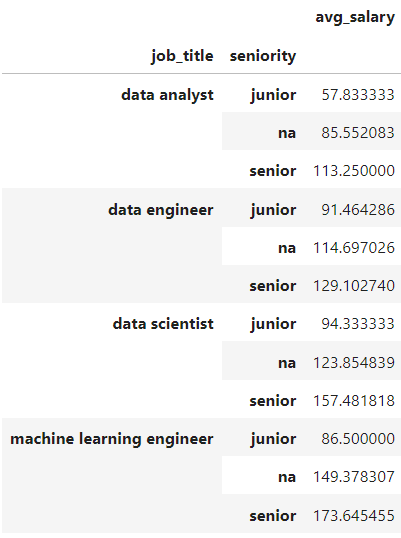 avg_salary
job_title seniority
data analyst junior 57.833333
na 85.552083
senior 113.250000
data engineer junior 91.464286
na 114.697026
senior 129.102740
data scientist junior 94.333333
na 123.854839
senior 157.481818
machine learning engineer junior 86.500000
na 149.378307
senior 173.645455